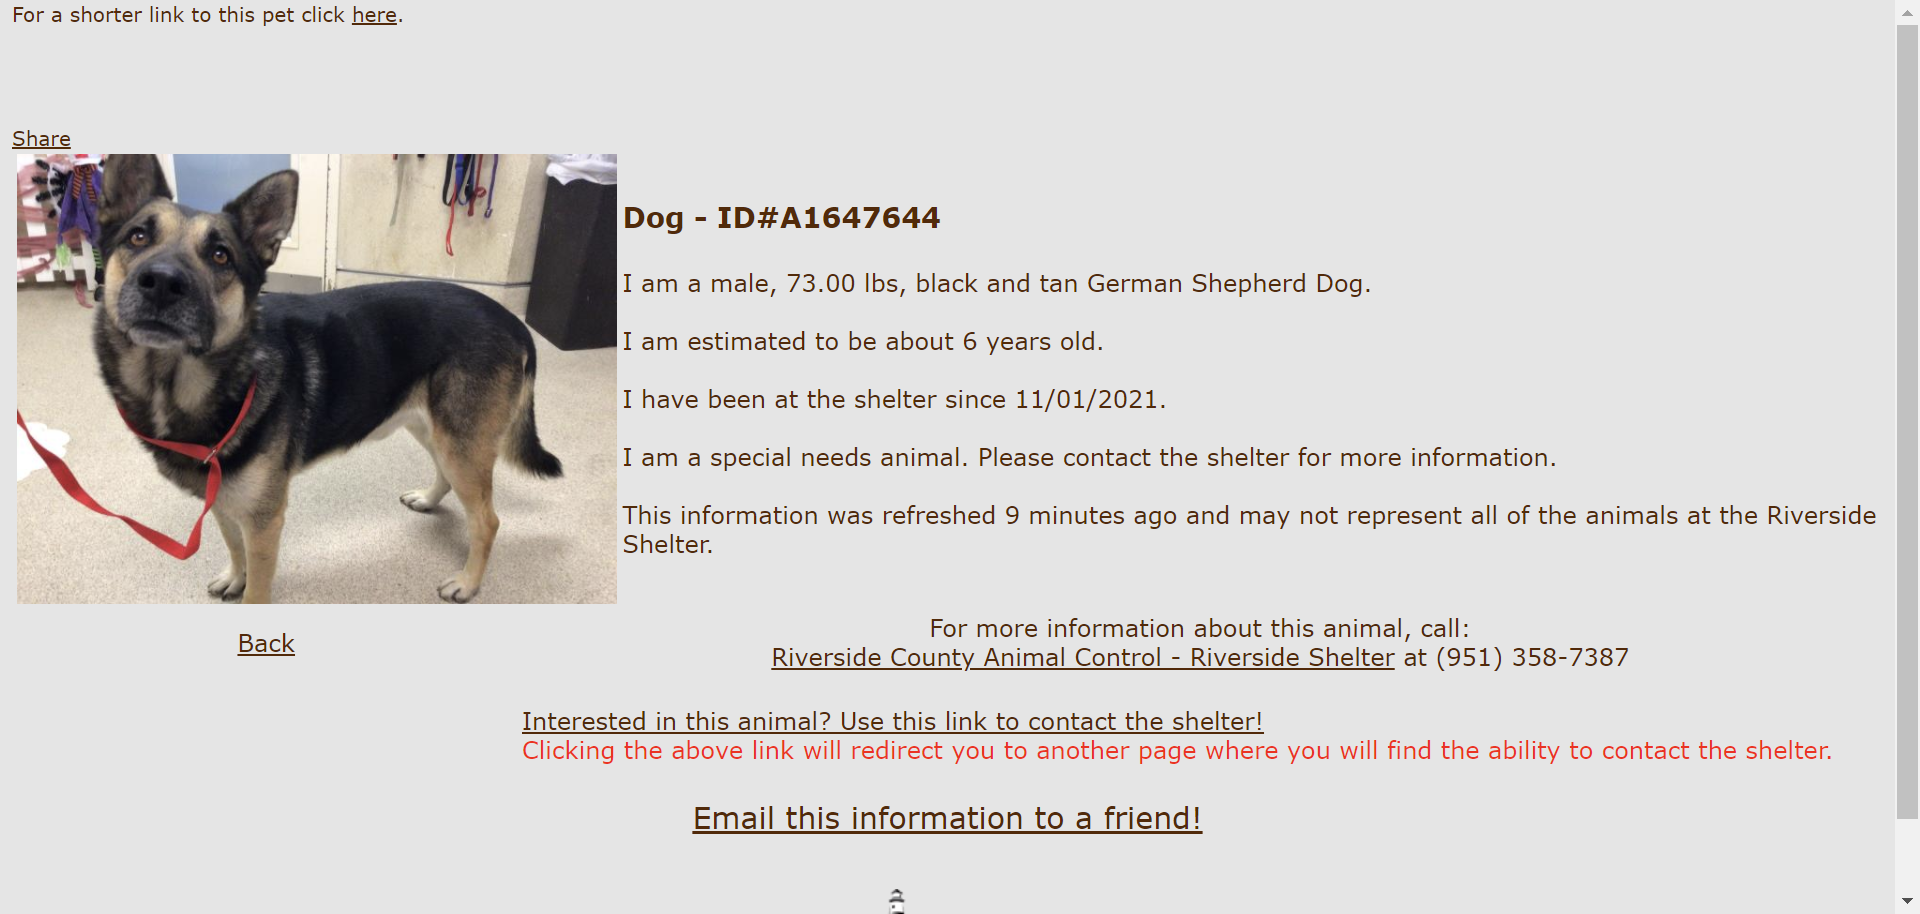 For a shorter link to this pet click here.
Share
Dog - ID#A1647644
I am a male, 73.00 lbs, black and tan German Shepherd Dog.
I am estimated to be about 6 years old.
I have been at the shelter since 11/01/2021.
I am a special needs animal. Please contact the shelter for more information.
This information was refreshed 9 minutes ago and may not represent all of the animals at the Riverside
Shelter.
Back
For more information about this animal, call:
Riverside County Animal Control - Riverside Shelter at (951) 358-7387
Interested in this animal? Use this link to contact the shelter!
Clicking the above link will redirect you to another page where you will find the ability to contact the shelter.
Email this information to a friend!